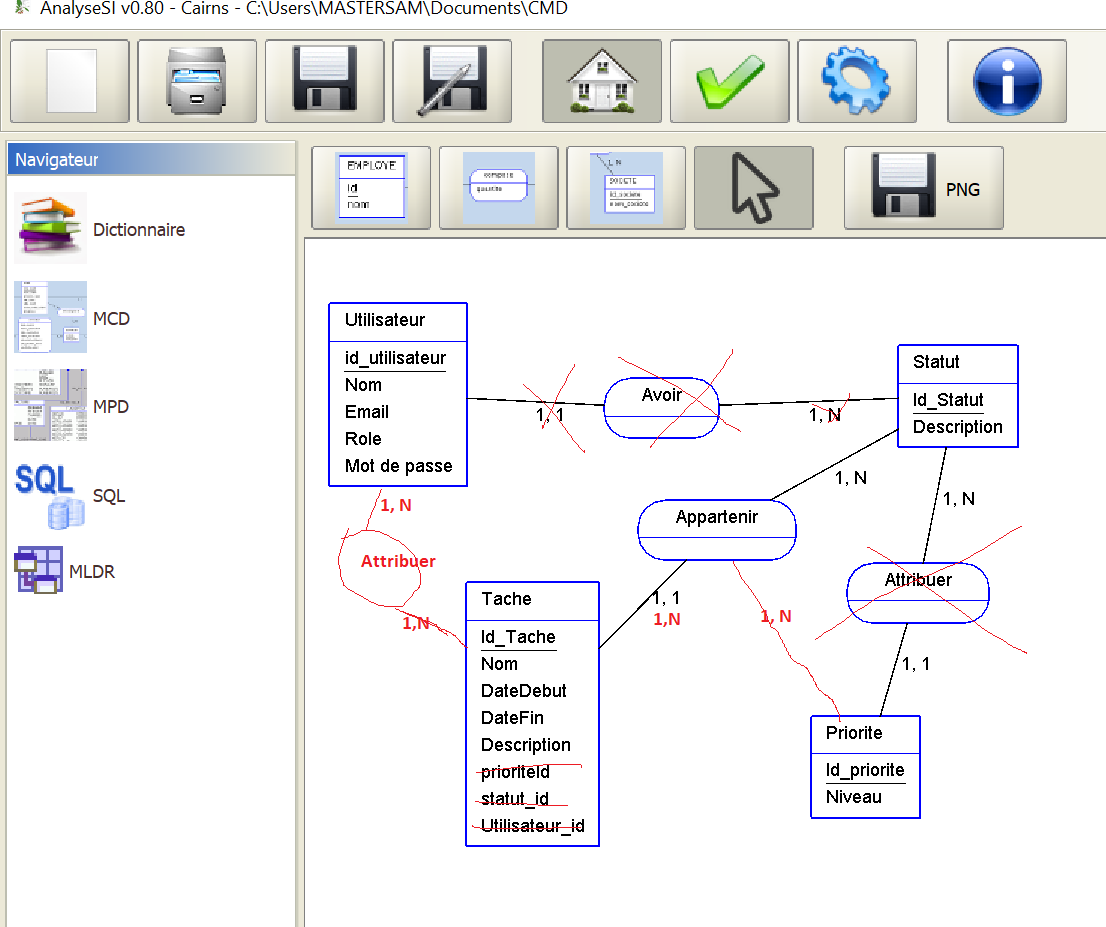 AnalyseSI v0.80 - Cairns - C:\Users\MASTERSAM\Documents\CMD
Navigateur
EMPLOYE
id
nom
1, N
SOCIETE
PNG
Dictionnaire
MCD
MPD
SQL
SQL
MLDR
Utilisateur
id_utilisateur
Nom
Email
Role
Mot de passe
1, 1
Avoir
1, N
Statut
Id_Statut
Description
1, N
Attribuer
1,N
1, N
Appartenir
1, 1
1,N
1, N
1, N
Attribuer
1, 1
Tache
Id_Tache
Nom
DateDebut
DateFin
Description
prioriteId
statut_id
Utilisateur_id
Priorite
Id_priorite
Niveau